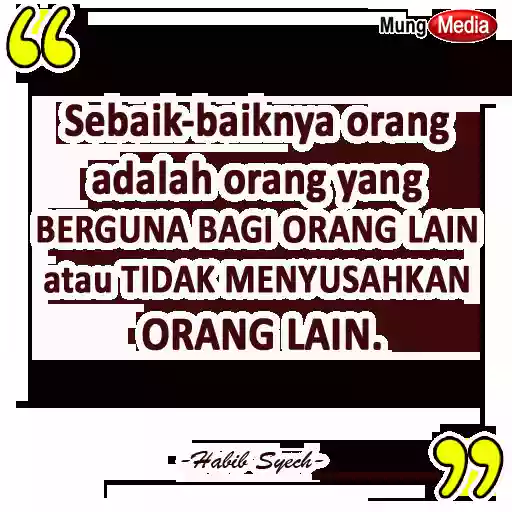 Mung Media
Sebaik-baiknya orang
adalah orang yang
BERGUNA BAGI ORANG LAIN
atau TIDAK MENYUSAHKAN
ORANG LAIN.
-Habib Syech-